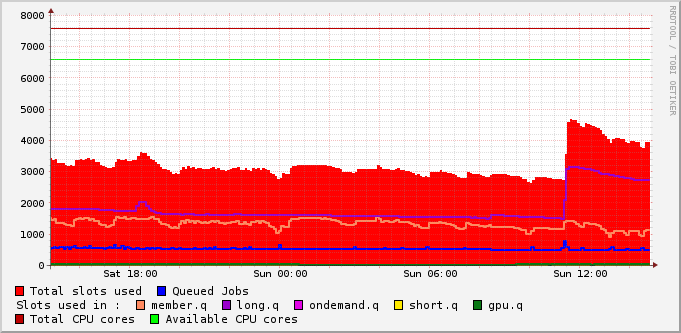 8000
7000
6000
5000
4000
3000
2000
1000
0
Sat 18:00 Sun 00:00 Sun 06:00 Sun 12:00
Total slots used Queued Jobs
Slots used in : member.q long.q ondemand.q short.q gpu.q
Total CPU cores Available CPU cores
RRDTOOL / TOBI OETIKER